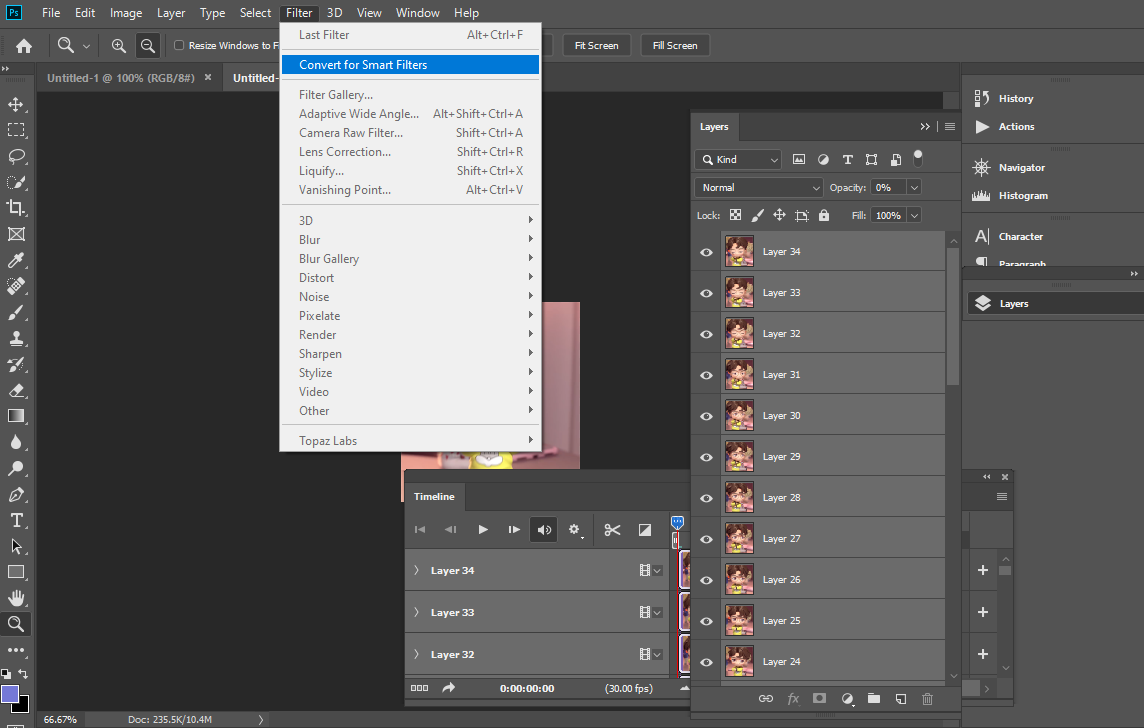 Ps File Edit Image Layer Type Select Filter 3D View Window Help
Resize Windows to Fi
Fit Screen Fill Screen
Untitled-1 @ 100% (RGB/8#) × Untitled-
Last Filter Alt+Ctrl+F
Convert for Smart Filters
Filter Gallery...
Adaptive Wide Angle... Alt+Shift+Ctrl+A
Camera Raw Filter... Shift+Ctrl+A
Lens Correction... Shift+Ctrl+R
Liquify... Shift+Ctrl+X
Vanishing Point... Alt+Ctrl+V
3D
Blur
Blur Gallery
Distort
Noise
Pixelate
Render
Sharpen
Stylize
Video
Other
Topaz Labs
Layers
Kind
Normal Opacity: 0%
Lock: Fill: 100%
Layer 34
Layer 33
Layer 32
Layer 31
Layer 30
Layer 29
Layer 28
Layer 27
Layer 26
Layer 25
Layer 24
fx
History
Actions
Navigator
Histogram
Character
Paragraph
Layers
Timeline
Layer 34
Layer 33
Layer 32
0:00:00:00 (30.00 fps)
66.67% Doc: 235.5K/10.4M